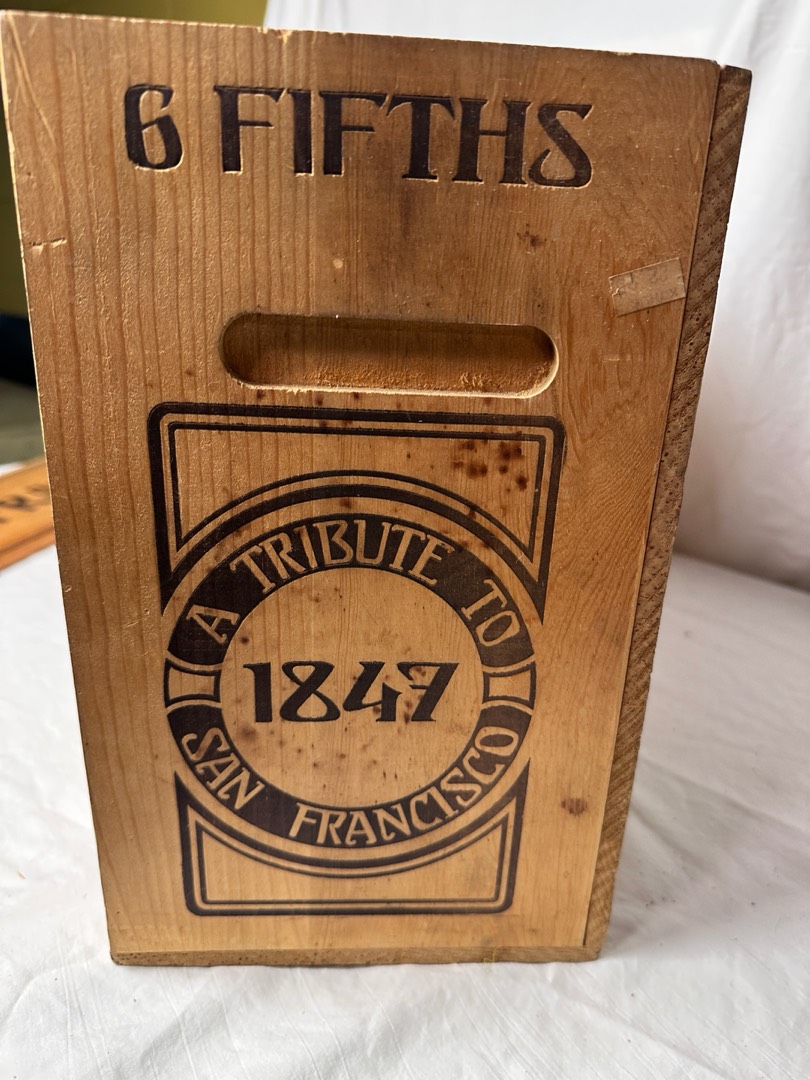 6 FIFTHS
A TRIBUTE TO
1847
SAN FRANCISCO